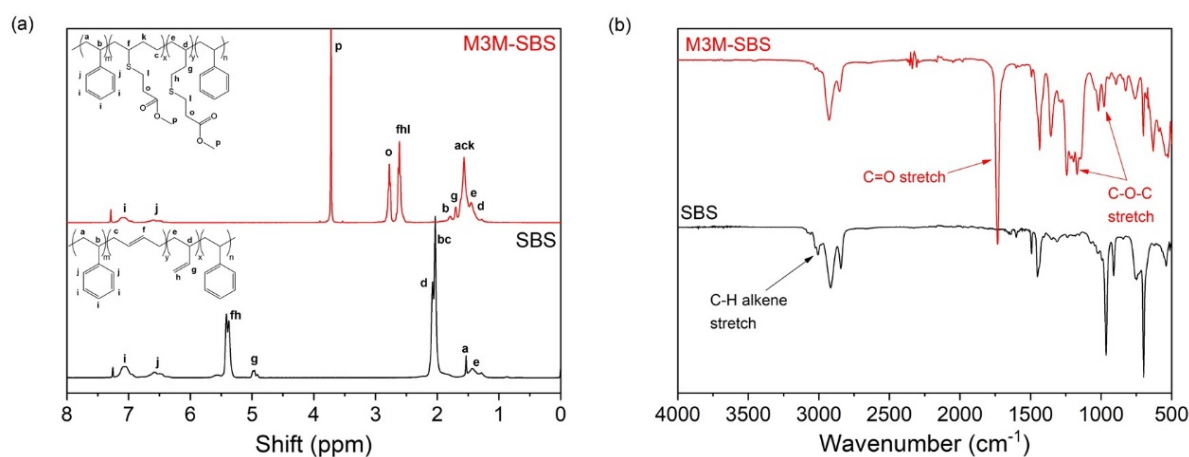 (a)
M3M-SBS
a b f k e d
m c x y n
j j S g
i i l h
i o S l
O o
O p O
O p
p
fhl
o
ack
g e
b d
i j
SBS
a b c f e d
m y x n
j j h g
i i
i
bc
d
fh
i j g a e
8 7 6 5 4 3 2 1 0
Shift (ppm)
(b)
M3M-SBS
C=O stretch
C-O-C
stretch
SBS
C-H alkene
stretch
4000 3000 2500 2000 1500 1000 500
Wavenumber (cm⁻¹)